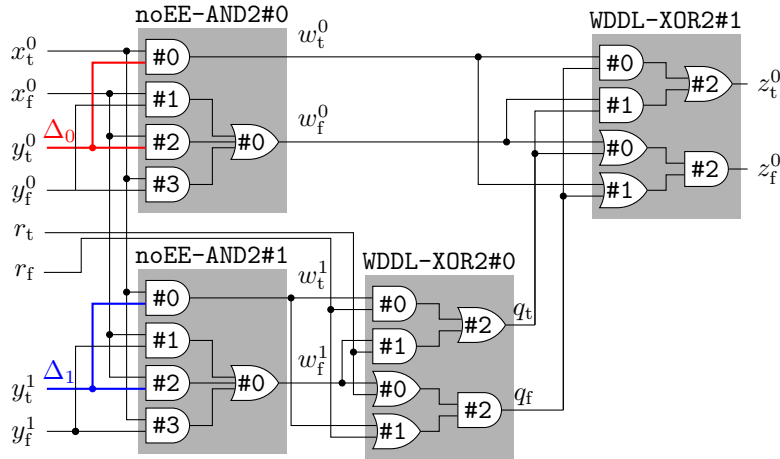 noEE-AND2#0
WDDL-XOR2#1
x_t^0
#0
w_t^0
#0
#2
z_t^0
x_f^0
#1
#1
Δ_0
y_t^0
#2
#0
w_f^0
#0
#2
z_f^0
y_f^0
#3
#1
r_t
r_f
noEE-AND2#1
WDDL-XOR2#0
#0
w_t^1
#0
#2
q_t
#1
#1
Δ_1
y_t^1
#2
#0
w_f^1
#0
#2
q_f
y_f^1
#3
#1